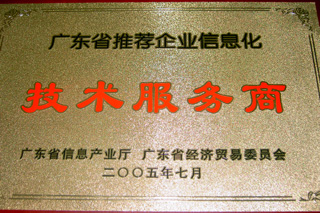 广东省推荐企业信息化
技术服务商
广东省信息产业厅 广东省经济贸易委员会
二〇〇五年七月